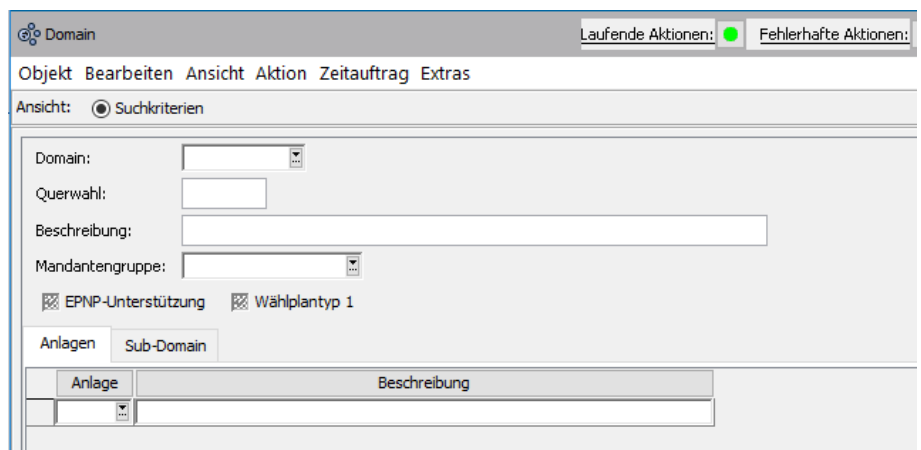 Domain Laufende Aktionen: Fehlerhafte Aktionen:
Objekt Bearbeiten Ansicht Aktion Zeitauftrag Extras
Ansicht: Suchkriterien
Domain:
Querwahl:
Beschreibung:
Mandantengruppe:
EPNP-Unterstützung Wählplantyp 1
Anlagen Sub-Domain
Anlage Beschreibung